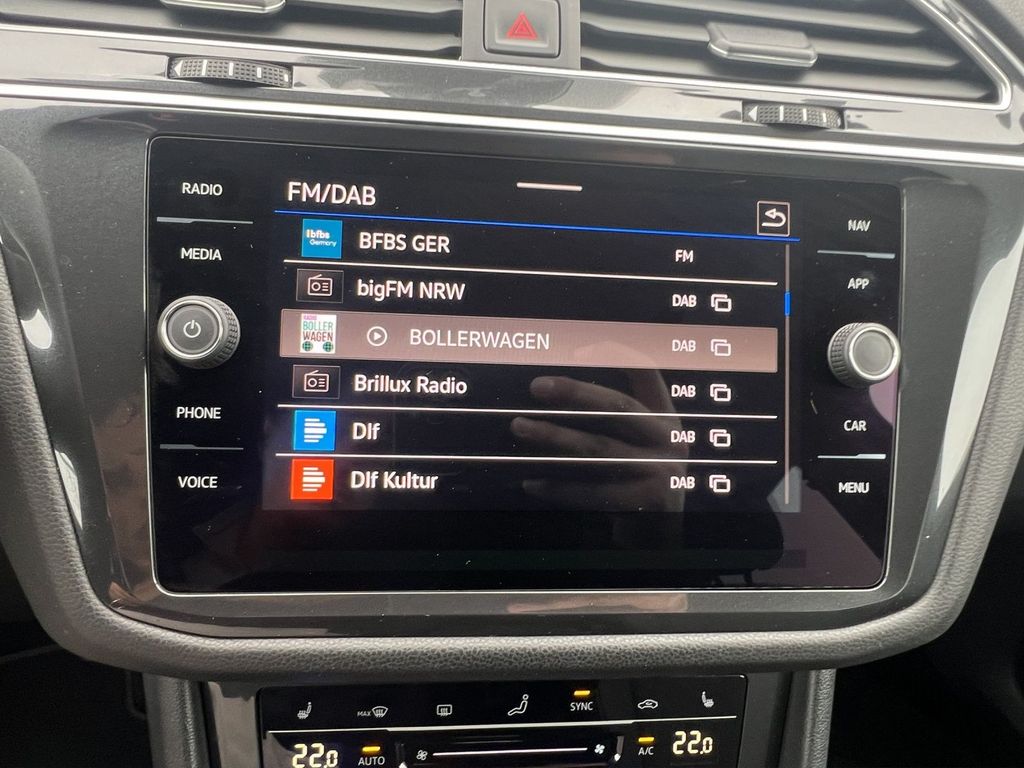 RADIO
MEDIA
PHONE
VOICE
FM/DAB
bfbs
Germany
BFBS GER FM
bigFM NRW DAB
RADIO
BOLLER
WAGEN
BOLLERWAGEN DAB
Brillux Radio DAB
Dlf DAB
Dlf Kultur DAB
NAV
APP
CAR
MENU
MAX
SYNC
22.0
AUTO
A/C
22.0